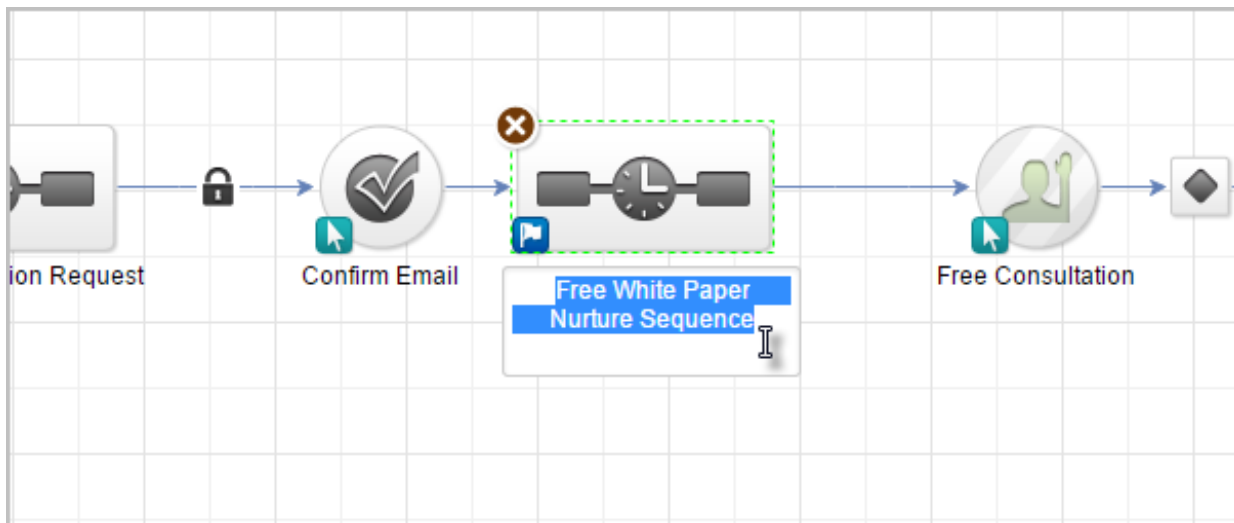 ion Request
Confirm Email
Free White Paper
Nurture Sequence
Free Consultation